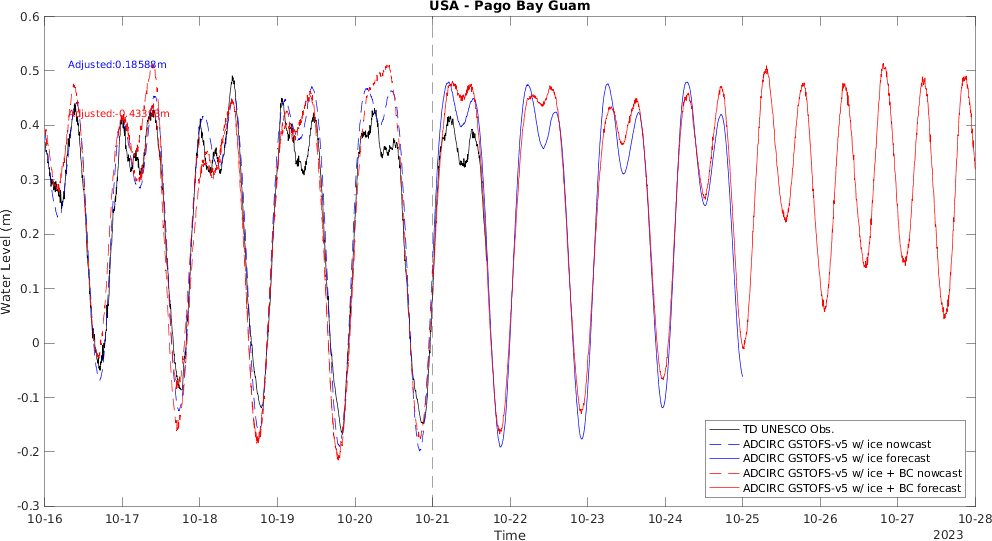 USA - Pago Bay Guam
0.6
Adjusted:0.18588m
0.5
0.4
0.3
0.2
0.1
0
-0.1
-0.2
-0.3
Water Level (m)
TD UNESCO Obs.
ADCIRC GSTOFS-v5 w/ ice nowcast
ADCIRC GSTOFS-v5 w/ ice forecast
ADCIRC GSTOFS-v5 w/ ice + BC nowcast
ADCIRC GSTOFS-v5 w/ ice + BC forecast
10-16 10-17 10-18 10-19 10-20 10-21 10-22 10-23 10-24 10-25 10-26 10-27 10-28
Time
2023